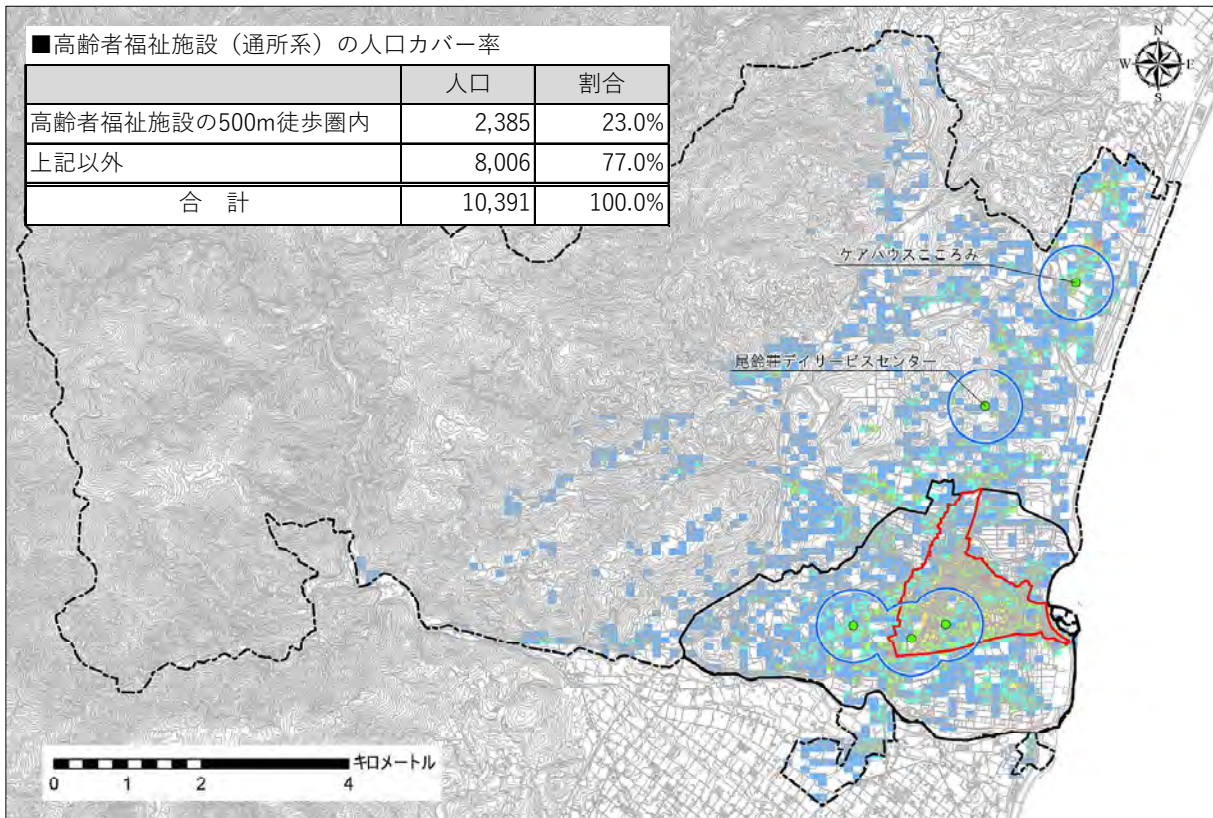 ■高齢者福祉施設（通所系）の人口カバー率
人口 割合
高齢者福祉施設の500m徒歩圏内 2,385 23.0%
上記以外 8,006 77.0%
合 計 10,391 100.0%
N
W E
S
ケアハウスこころみ
尾鈴荘デイサービスセンター
キロメートル
0 1 2 4